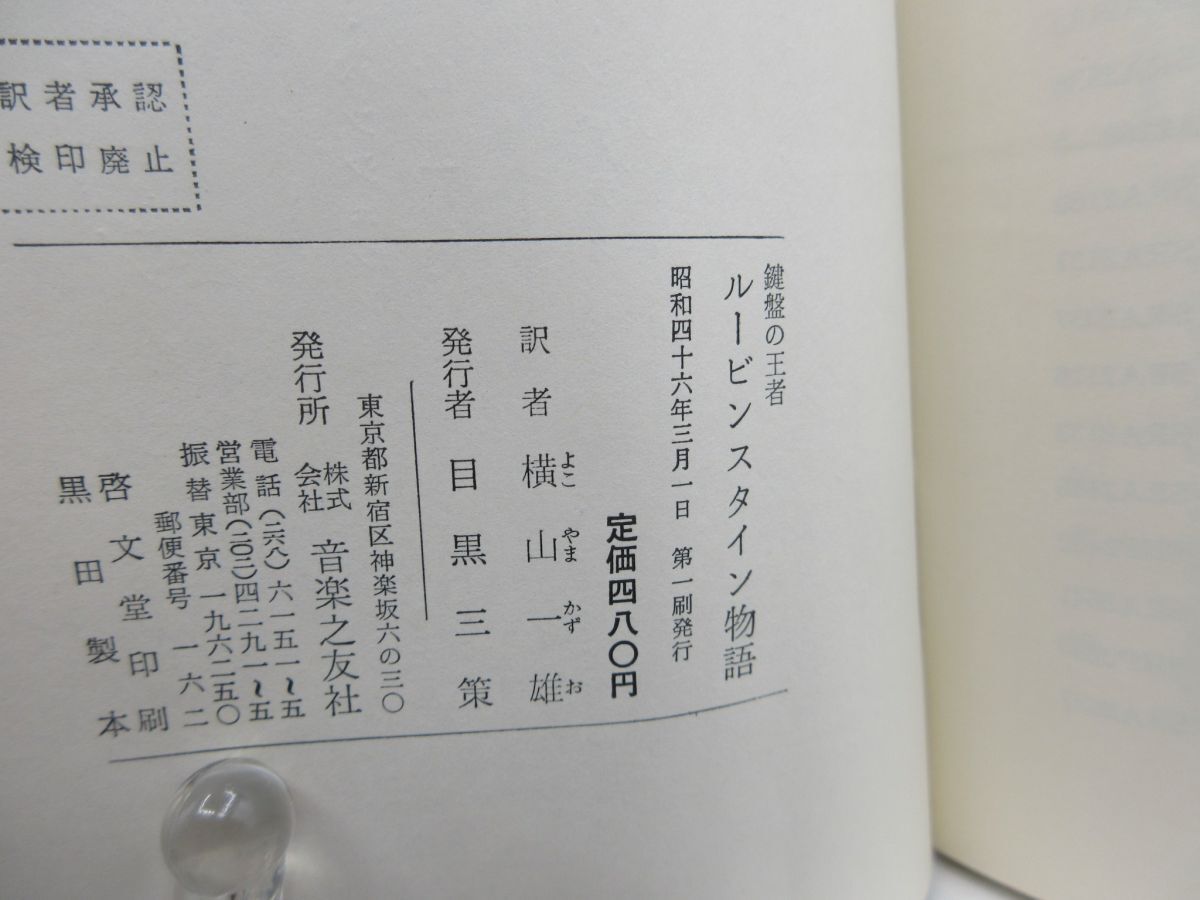 訳者承認
検印廃止
鍵盤の王者
ルービンスタイン物語
昭和四十六年三月一日 第一刷発行
定価四八〇円
訳者 横山一雄
よこ やま かず お
発行者 目黒三策
東京都新宿区神楽坂六の三〇
発行所 株式会社 音楽之友社
電話(二六八)六一五一~五
営業部(二〇三)四二九一~五
振替東京 一九六二五〇
郵便番号 一六二
啓文堂印刷
黒田製本